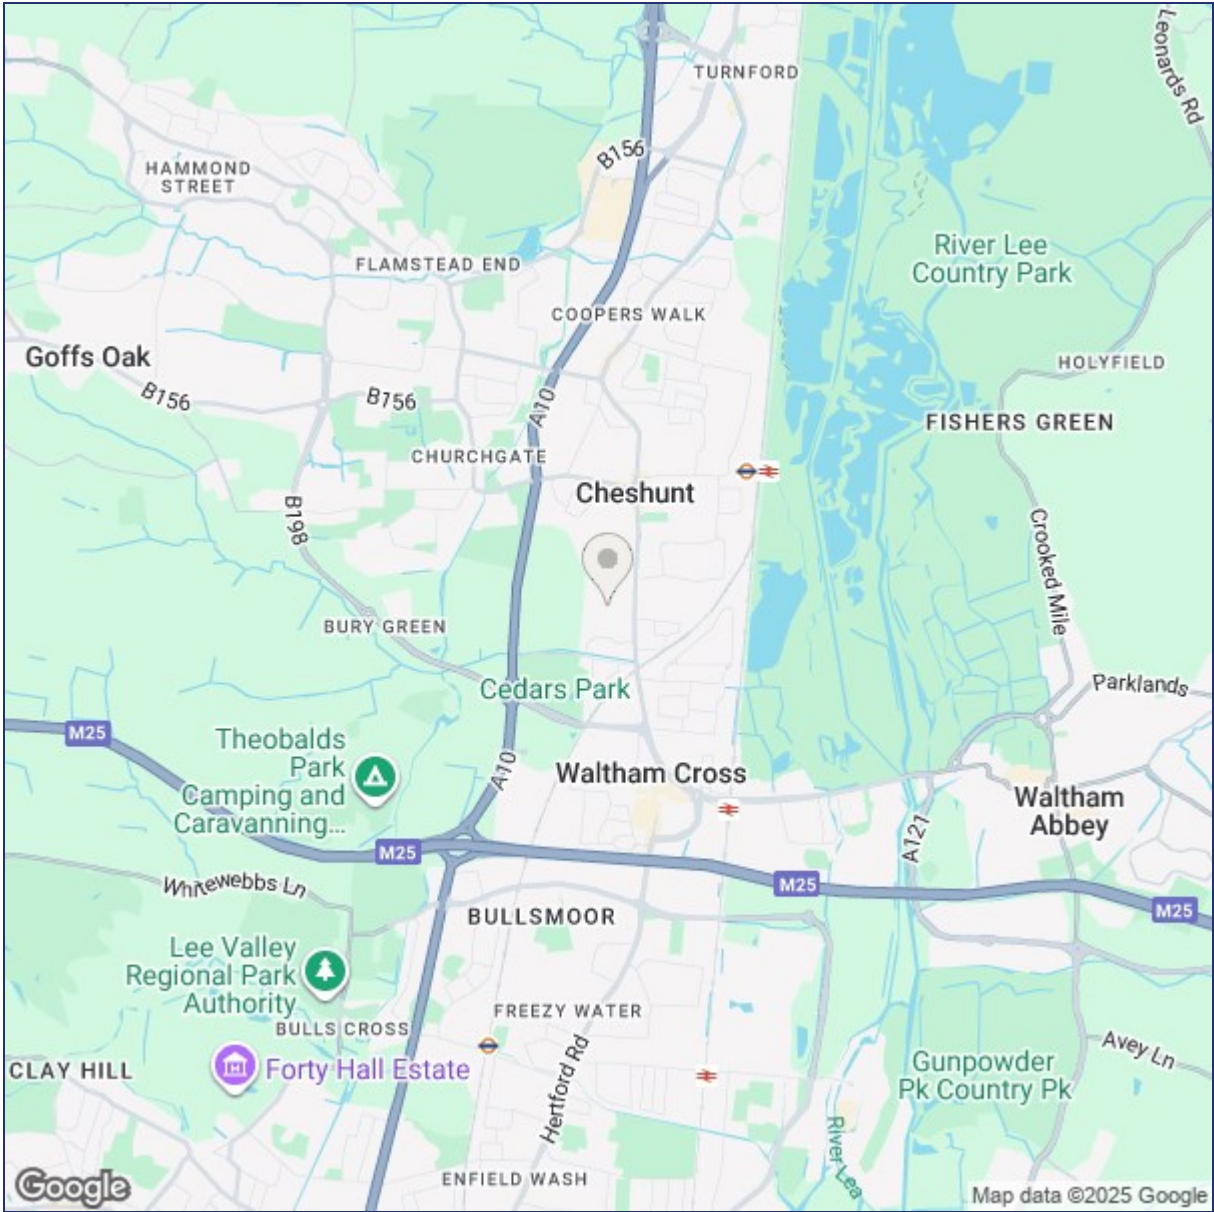 Leonards Rd
TURNFORD
B156
HAMMOND
STREET
River Lee
Country Park
FLAMSTEAD END
COOPERS WALK
Goffs Oak
HOLYFIELD
B156
B156
A10
FISHERS GREEN
CHURCHGATE
Cheshunt
B198
Crooked Mile
BURY GREEN
Cedars Park
Parklands
M25
Theobalds
Park
Camping and
Caravanning...
A10
Waltham Cross
Waltham
Abbey
A121
M25
M25
Whitewebbs Ln
M25
BULLSMOOR
Lee Valley
Regional Park
Authority
FREEZY WATER
BULLS CROSS
Hertford Rd
Avey Ln
CLAY HILL
Forty Hall Estate
Gunpowder
Pk Country Pk
River Lea
ENFIELD WASH
Google
Map data ©2025 Google